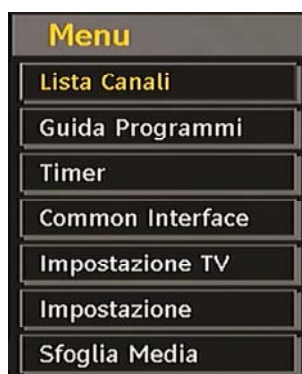 Menu
Lista Canali
Guida Programmi
Timer
Common Interface
Impostazione TV
Impostazione
Sfoglia Media